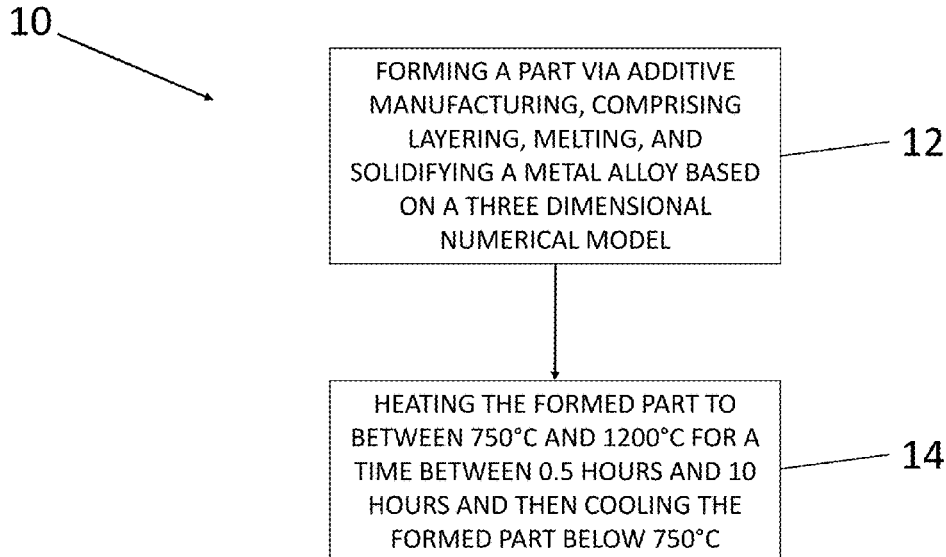 10
FORMING A PART VIA ADDITIVE
MANUFACTURING, COMPRISING
LAYERING, MELTING, AND
SOLIDIFYING A METAL ALLOY BASED
ON A THREE DIMENSIONAL
NUMERICAL MODEL
12
HEATING THE FORMED PART TO
BETWEEN 750°C AND 1200°C FOR A
TIME BETWEEN 0.5 HOURS AND 10
HOURS AND THEN COOLING THE
FORMED PART BELOW 750°C
14